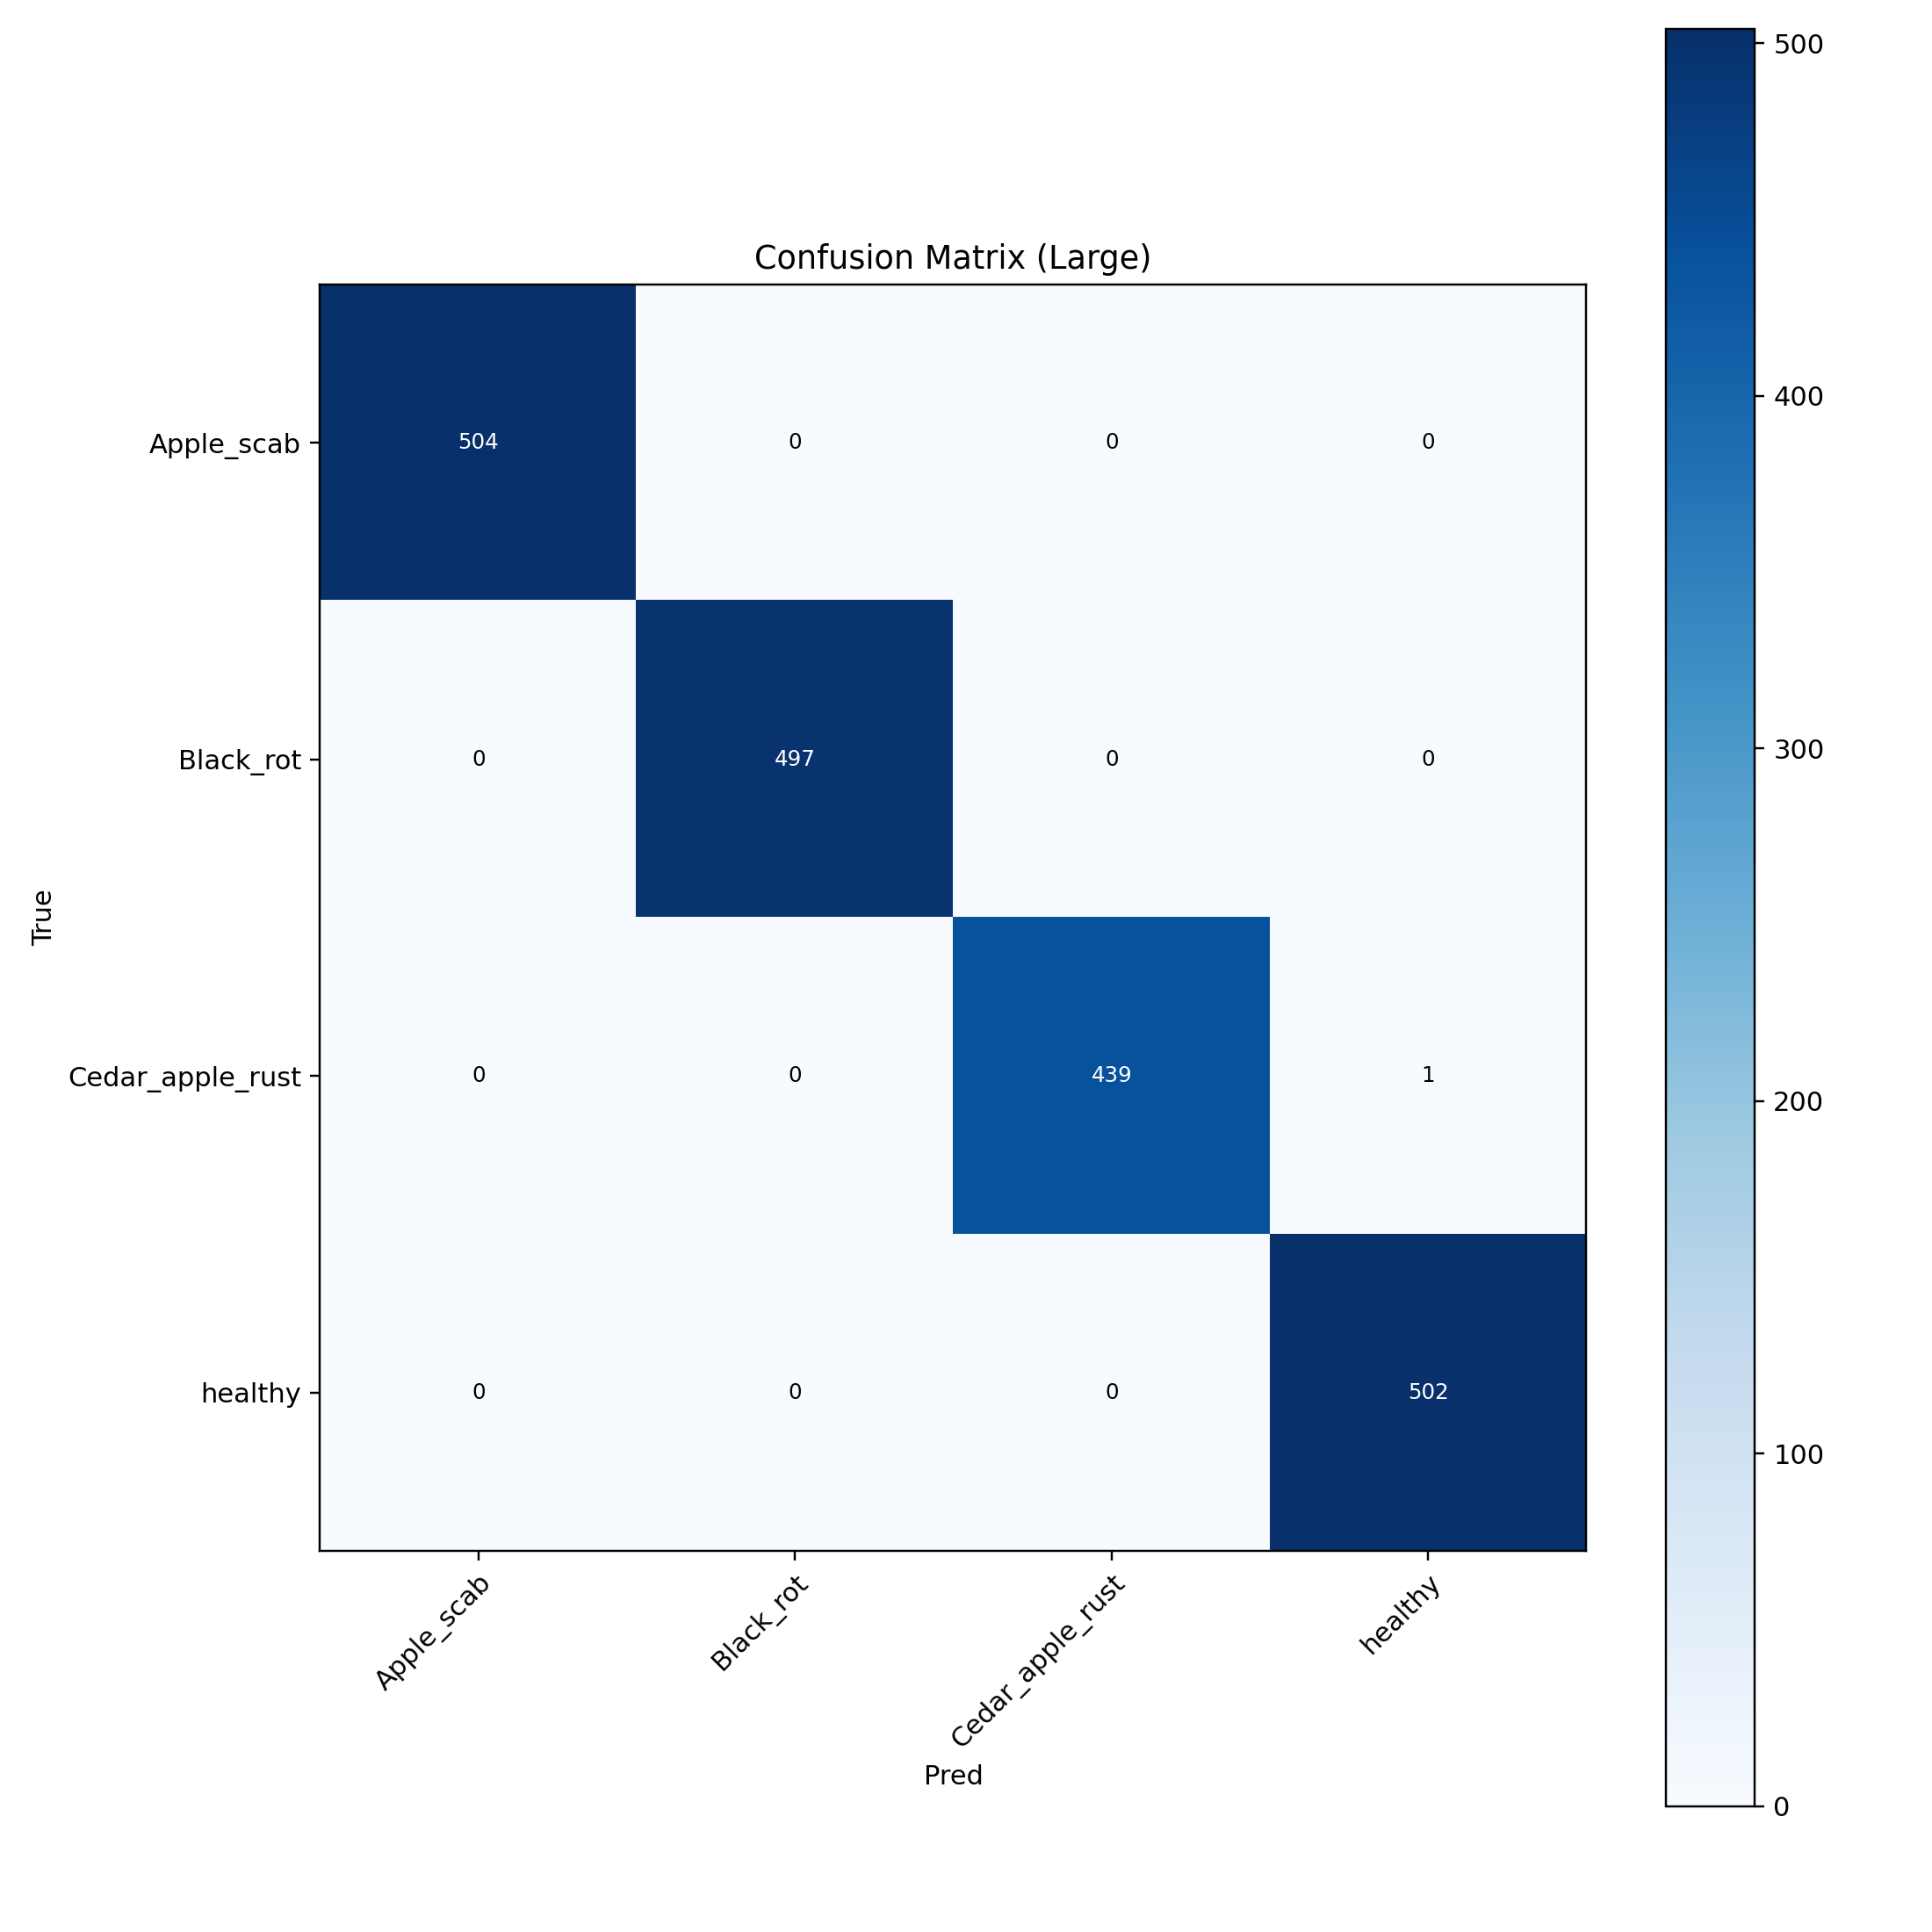 Confusion Matrix (Large)
500
400
300
200
100
0
True
Apple_scab 504 0 0 0
Black_rot 0 497 0 0
Cedar_apple_rust 0 0 439 1
healthy 0 0 0 502
Apple_scab Black_rot Cedar_apple_rust healthy
Pred